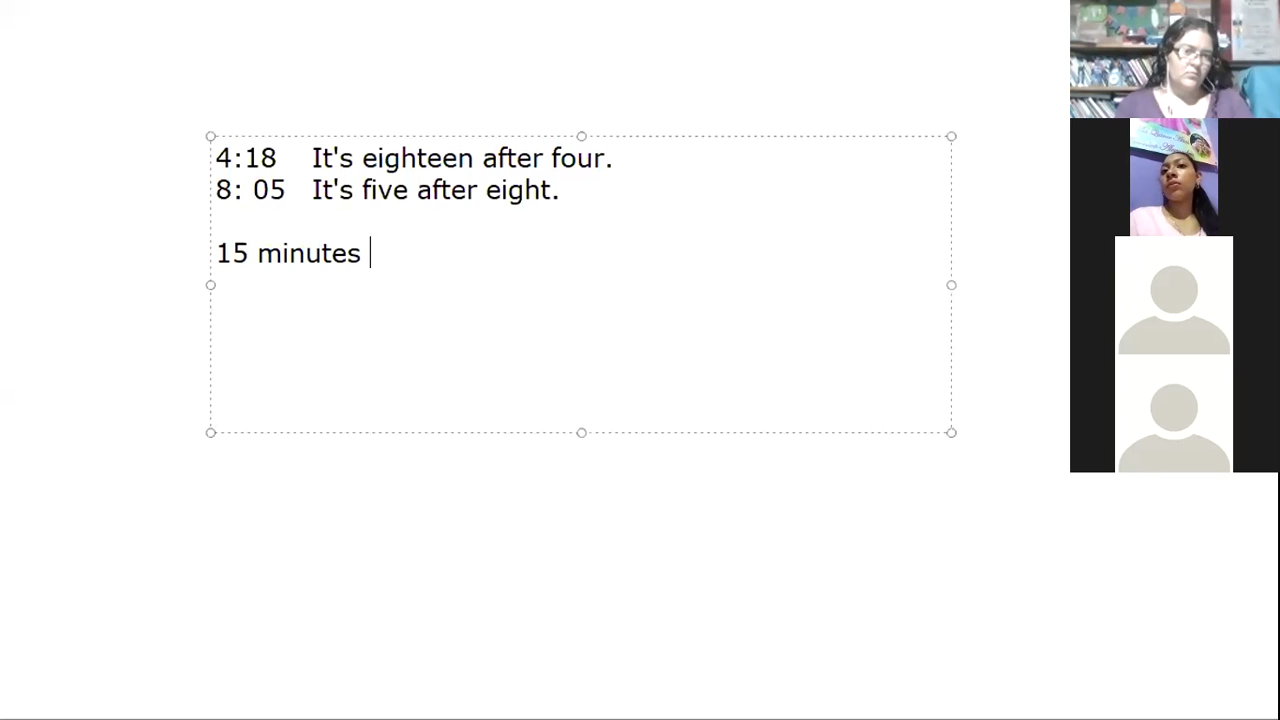 4:18 It's eighteen after four.
8: 05 It's five after eight.
15 minutes